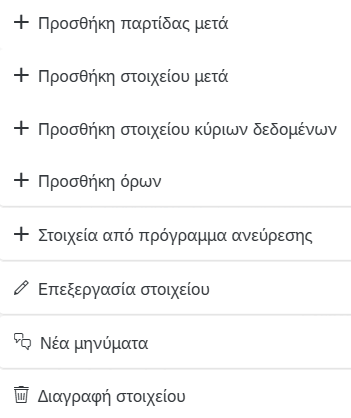 Προσθήκη παρτίδας μετά
Προσθήκη στοιχείου μετά
Προσθήκη στοιχείου κύριων δεδομένων
Προσθήκη όρων
Στοιχεία από πρόγραμμα ανεύρεσης
Επεξεργασία στοιχείου
Νέα μηνύματα
Διαγραφή στοιχείου